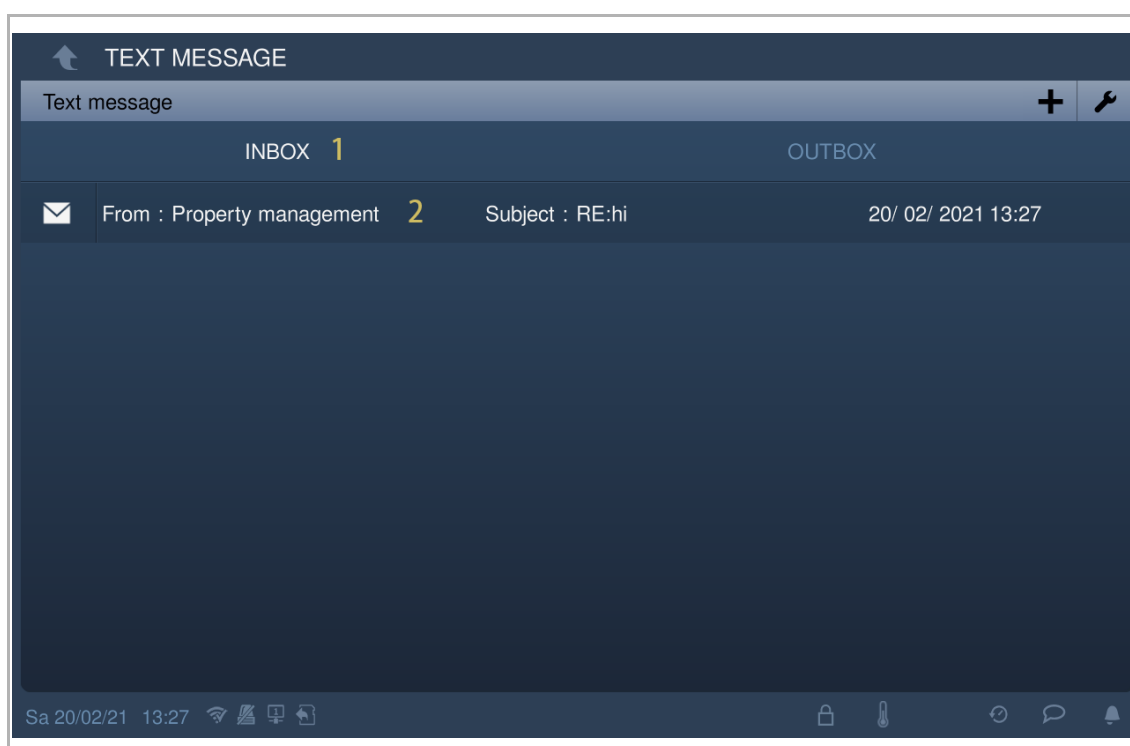 TEXT MESSAGE
Text message
INBOX 1 OUTBOX
From : Property management 2 Subject : RE:hi 20/ 02/ 2021 13:27
Sa 20/02/21 13:27 1